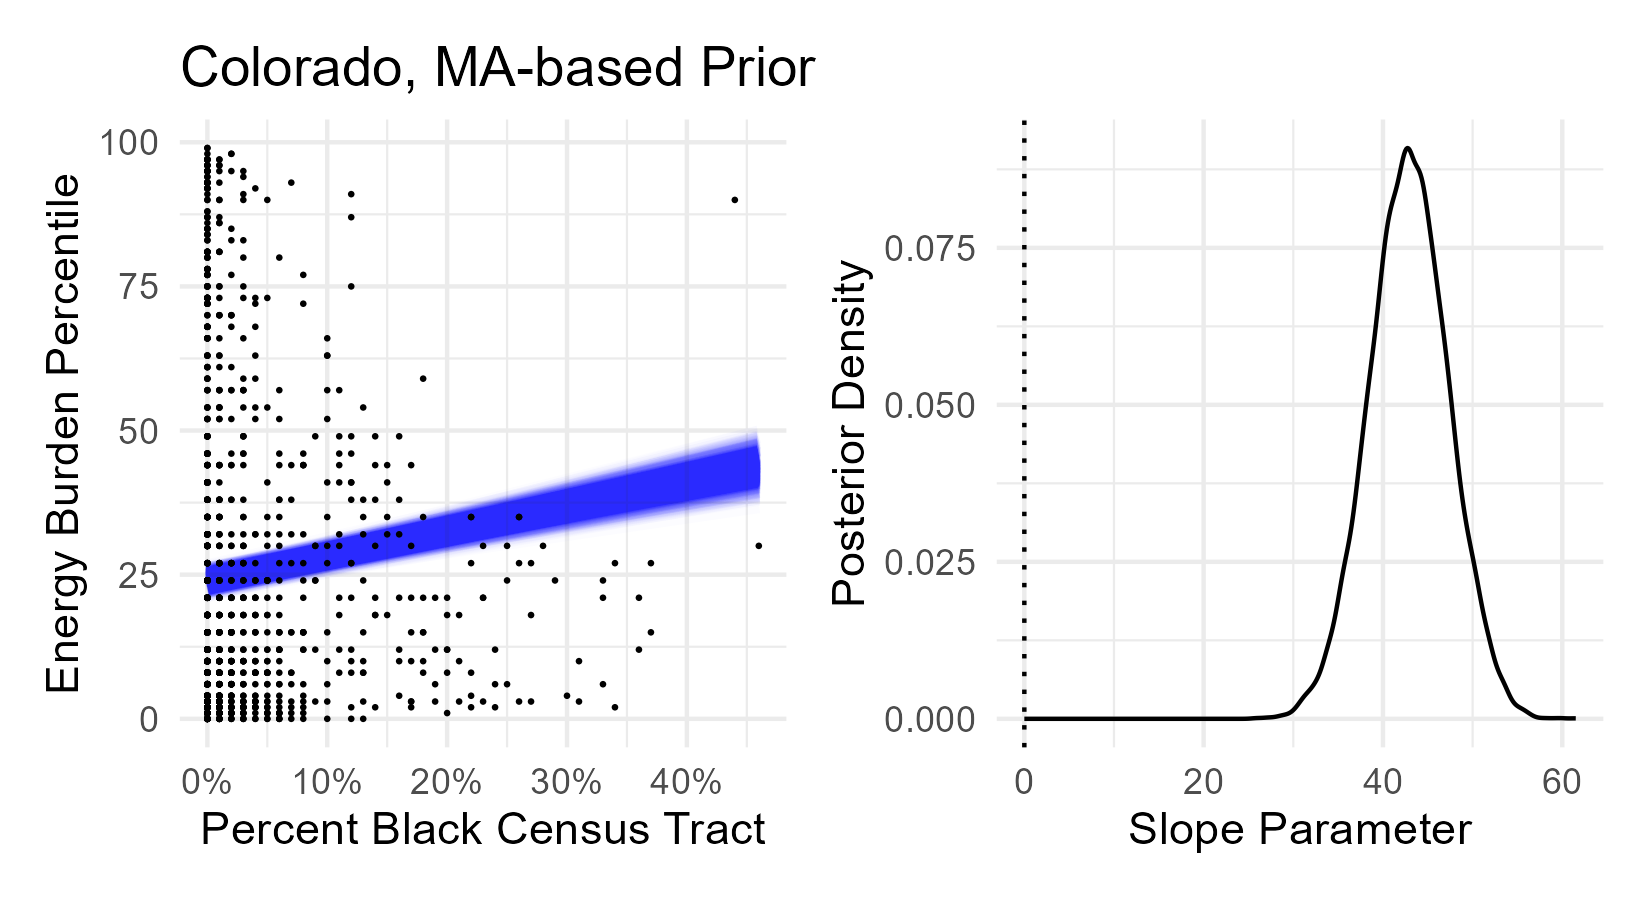 Colorado, MA-based Prior
Energy Burden Percentile
100
75
50
25
0
0% 10% 20% 30% 40%
Percent Black Census Tract
Posterior Density
0.075
0.050
0.025
0.000
0 20 40 60
Slope Parameter